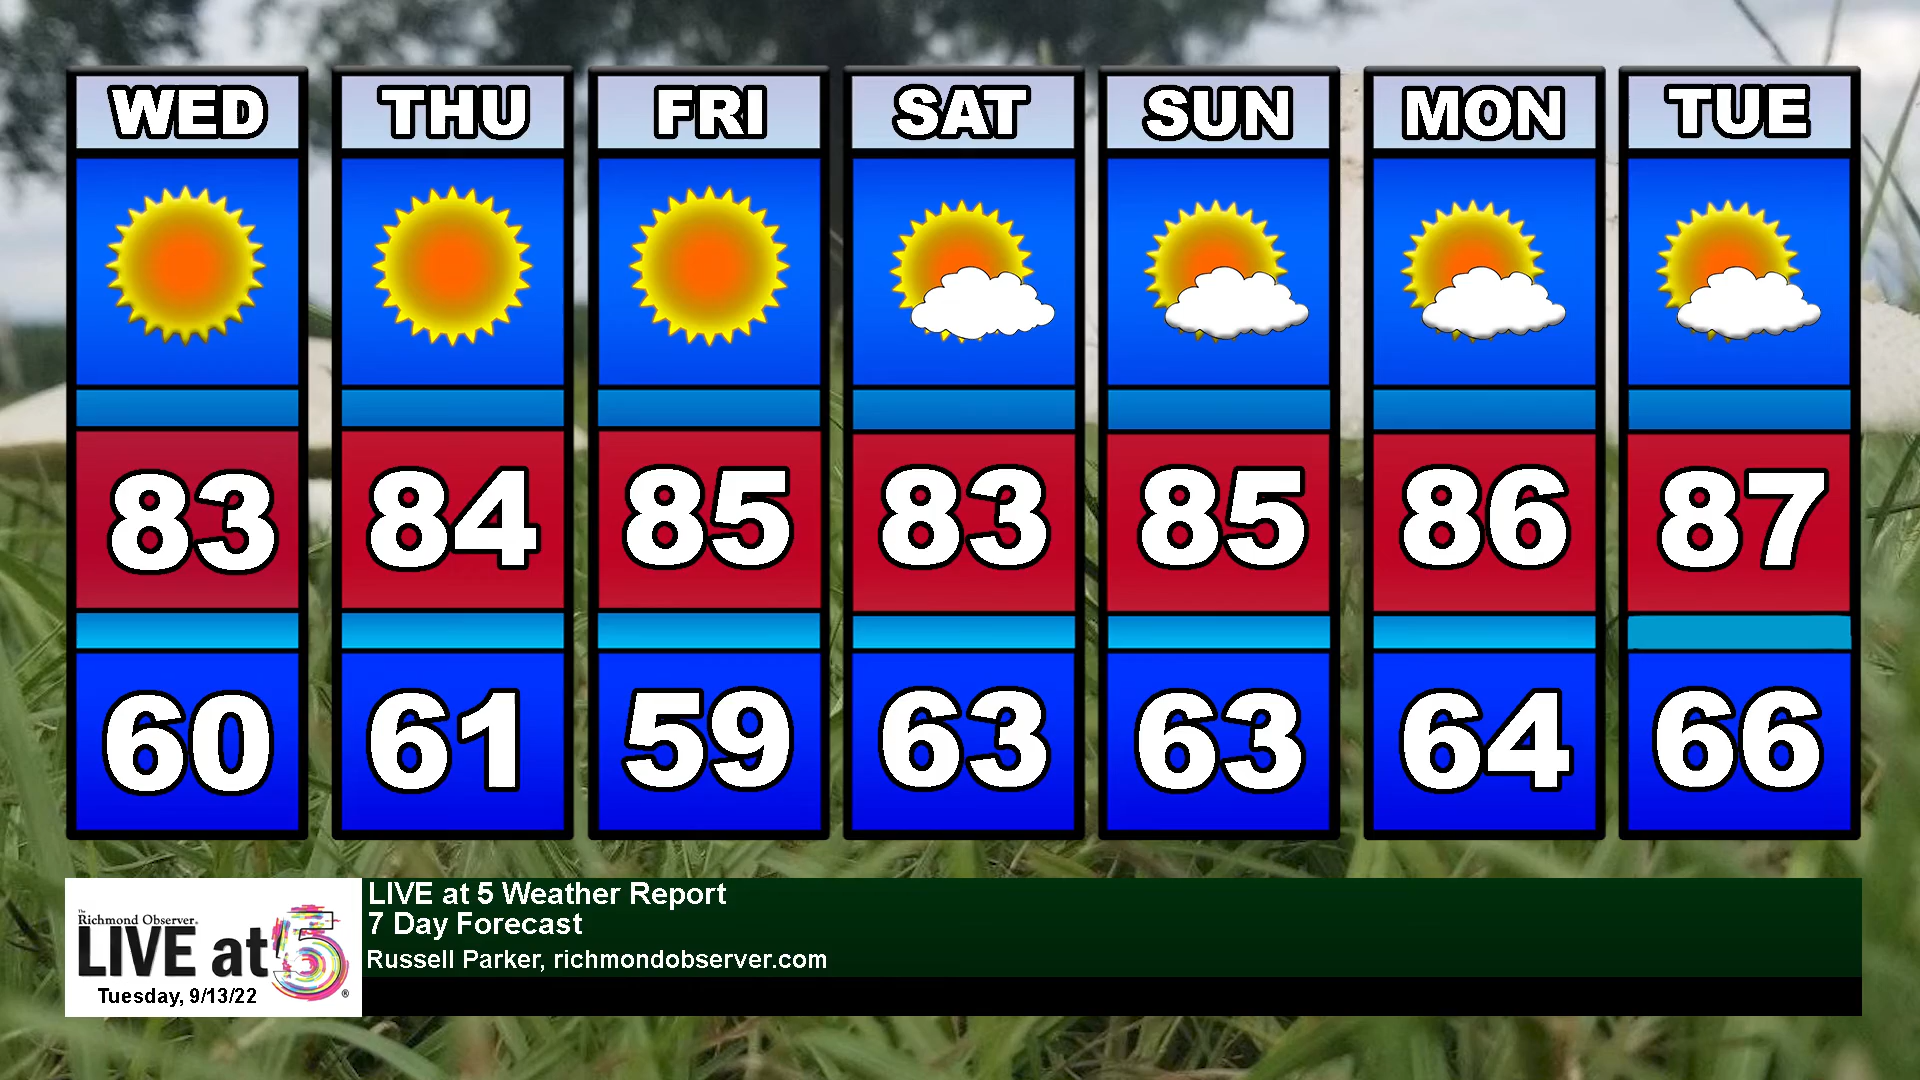 WED THU FRI SAT SUN MON TUE
83 84 85 83 85 86 87
60 61 59 63 63 64 66
LIVE at 5 Weather Report
7 Day Forecast
Russell Parker, richmondobserver.com
The
Richmond Observer.
LIVE at 5®
Tuesday, 9/13/22